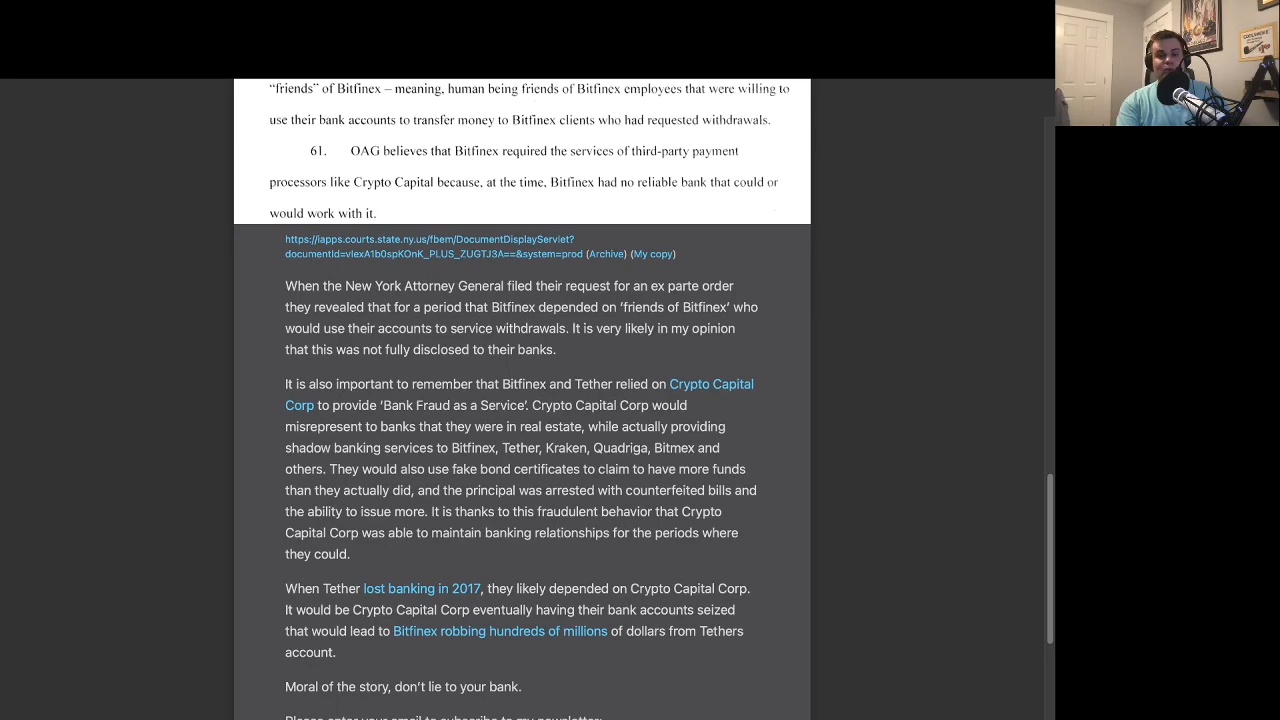 “friends” of Bitfinex – meaning, human being friends of Bitfinex employees that were willing to
use their bank accounts to transfer money to Bitfinex clients who had requested withdrawals.
61. OAG believes that Bitfinex required the services of third-party payment
processors like Crypto Capital because, at the time, Bitfinex had no reliable bank that could or
would work with it.
https://iapps.courts.state.ny.us/fbem/DocumentDisplayServlet?
documentId=vlexA1b0spKOnK_PLUS_ZUGTJ3A==&system=prod (Archive) (My copy)
When the New York Attorney General filed their request for an ex parte order
they revealed that for a period that Bitfinex depended on ‘friends of Bitfinex’ who
would use their accounts to service withdrawals. It is very likely in my opinion
that this was not fully disclosed to their banks.
It is also important to remember that Bitfinex and Tether relied on Crypto Capital
Corp to provide ‘Bank Fraud as a Service’. Crypto Capital Corp would
misrepresent to banks that they were in real estate, while actually providing
shadow banking services to Bitfinex, Tether, Kraken, Quadriga, Bitmex and
others. They would also use fake bond certificates to claim to have more funds
than they actually did, and the principal was arrested with counterfeited bills and
the ability to issue more. It is thanks to this fraudulent behavior that Crypto
Capital Corp was able to maintain banking relationships for the periods where
they could.
When Tether lost banking in 2017, they likely depended on Crypto Capital Corp.
It would be Crypto Capital Corp eventually having their bank accounts seized
that would lead to Bitfinex robbing hundreds of millions of dollars from Tethers
account.
Moral of the story, don’t lie to your bank.
Please enter your email to subscribe to my newsletter: